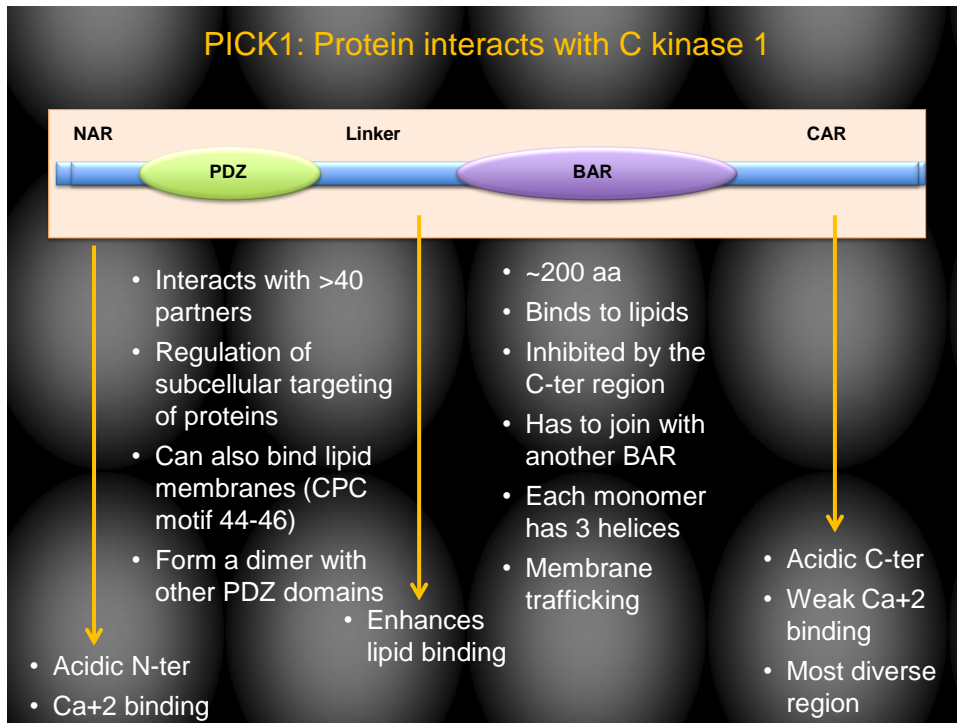 PICK1: Protein interacts with C kinase 1
NAR
Linker
CAR
PDZ
BAR
• Interacts with >40
partners
• Regulation of
subcellular targeting
of proteins
• Can also bind lipid
membranes (CPC
motif 44-46)
• Form a dimer with
other PDZ domains
• ~200 aa
• Binds to lipids
• Inhibited by the
C-ter region
• Has to join with
another BAR
• Each monomer
has 3 helices
• Membrane
trafficking
• Enhances
lipid binding
• Acidic N-ter
• Ca+2 binding
• Acidic C-ter
• Weak Ca+2
binding
• Most diverse
region